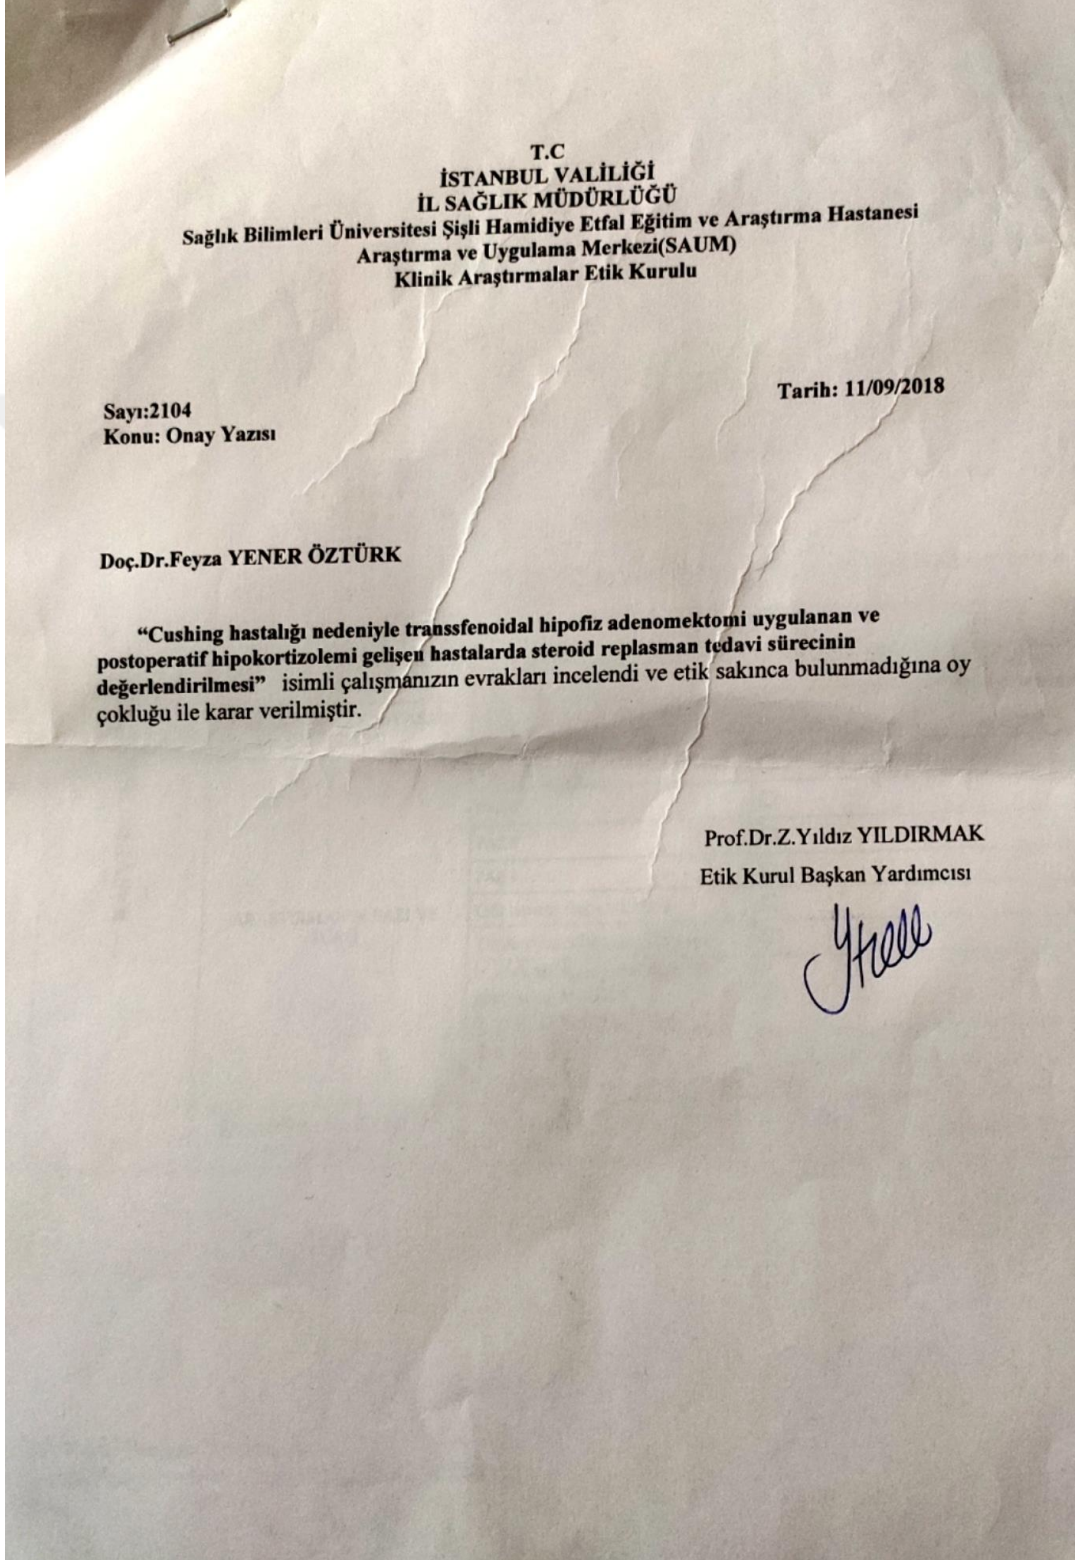 T.C
İSTANBUL VALİLİĞİ
İL SAĞLIK MÜDÜRLÜĞÜ
Sağlık Bilimleri Üniversitesi Şişli Hamidiye Etfal Eğitim ve Araştırma Hastanesi
Araştırma ve Uygulama Merkezi(SAUM)
Klinik Araştırmalar Etik Kurulu
Tarih: 11/09/2018
Sayı:2104
Konu: Onay Yazısı
Doç.Dr.Feyza YENER ÖZTÜRK
“Cushing hastalığı nedeniyle transsfenoidal hipofiz adenomektomi uygulanan ve
postoperatif hipokortizolemi gelişen hastalarda steroid replasman tedavi sürecinin
değerlendirilmesi” isimli çalışmanızın evrakları incelendi ve etik sakınca bulunmadığına oy
çokluğu ile karar verilmiştir.
Prof.Dr.Z.Yıldız YILDIRMAK
Etik Kurul Başkan Yardımcısı